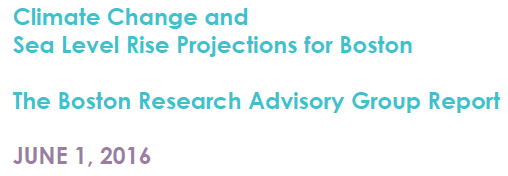 Climate Change and
Sea Level Rise Projections for Boston
The Boston Research Advisory Group Report
JUNE 1, 2016